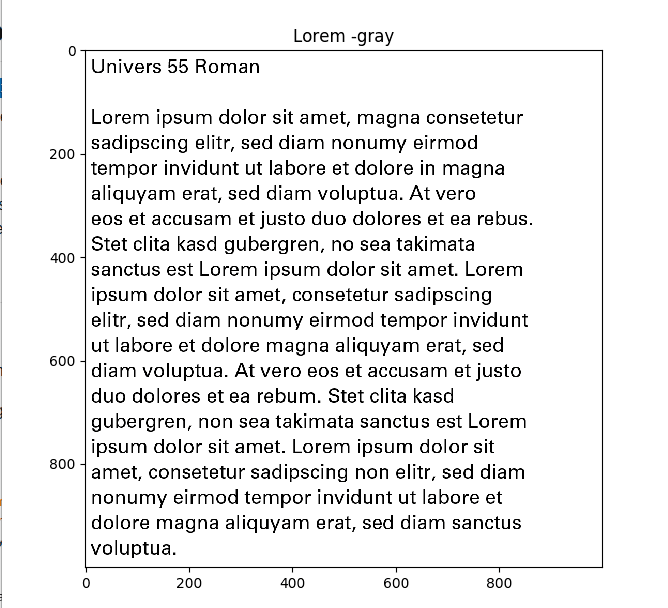 Lorem -gray
0
Univers 55 Roman
Lorem ipsum dolor sit amet, magna consetetur
sadipscing elitr, sed diam nonumy eirmod
200
tempor invidunt ut labore et dolore in magna
aliquyam erat, sed diam voluptua. At vero
eos et accusam et justo duo dolores et ea rebus.
Stet clita kasd gubergren, no sea takimata
400
sanctus est Lorem ipsum dolor sit amet. Lorem
ipsum dolor sit amet, consetetur sadipscing
elitr, sed diam nonumy eirmod tempor invidunt
ut labore et dolore magna aliquyam erat, sed
600
diam voluptua. At vero eos et accusam et justo
duo dolores et ea rebum. Stet clita kasd
gubergren, non sea takimata sanctus est Lorem
ipsum dolor sit amet. Lorem ipsum dolor sit
800
amet, consetetur sadipscing non elitr, sed diam
nonumy eirmod tempor invidunt ut labore et
dolore magna aliquyam erat, sed diam sanctus
voluptua.
0 200 400 600 800